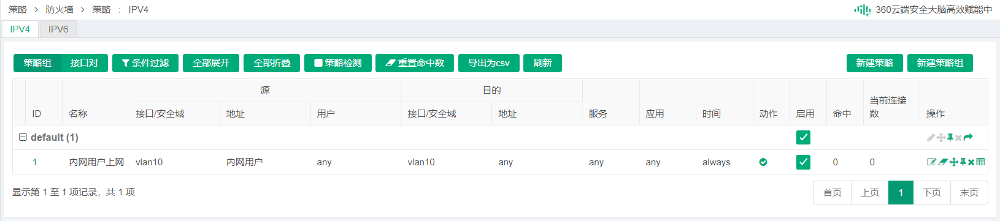 策略 > 防火墙 > 策略 : IPV4
360云端安全大脑高效赋能中
IPV4 IPV6
策略组 接口对 条件过滤 全部展开 全部折叠 策略检测 重置命中数 导出为csv 刷新 新建策略 新建策略组
源 目的
ID 名称 接口/安全域 地址 用户 接口/安全域 地址 服务 应用 时间 动作 启用 命中 当前连接数 操作
default (1)
1 内网用户上网 vlan10 内网用户 any vlan10 any any any always 0 0
显示第 1 至 1 项记录，共 1 项
首页 上页 1 下页 末页